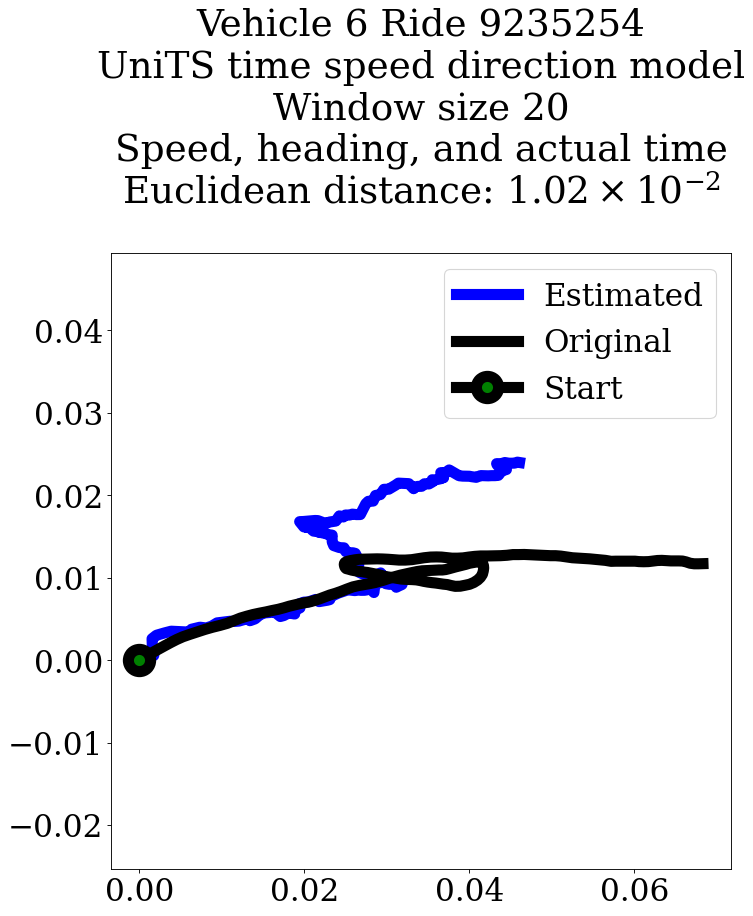 Vehicle 6 Ride 9235254
UniTS time speed direction model
Window size 20
Speed, heading, and actual time
Euclidean distance: 1.02 × 10⁻²
Estimated
Original
Start
0.04
0.03
0.02
0.01
0.00
−0.01
−0.02
0.00 0.02 0.04 0.06